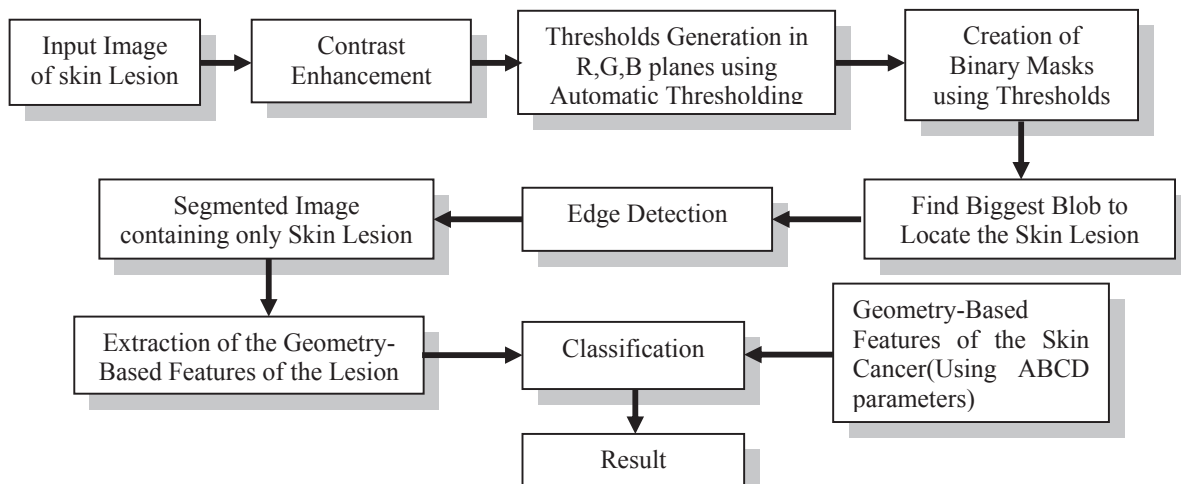 Input Image
of skin Lesion
Contrast
Enhancement
Thresholds Generation in
R,G,B planes using
Automatic Thresholding
Creation of
Binary Masks
using Thresholds
Find Biggest Blob to
Locate the Skin Lesion
Edge Detection
Segmented Image
containing only Skin Lesion
Extraction of the Geometry-
Based Features of the Lesion
Classification
Geometry-Based
Features of the Skin
Cancer(Using ABCD
parameters)
Result